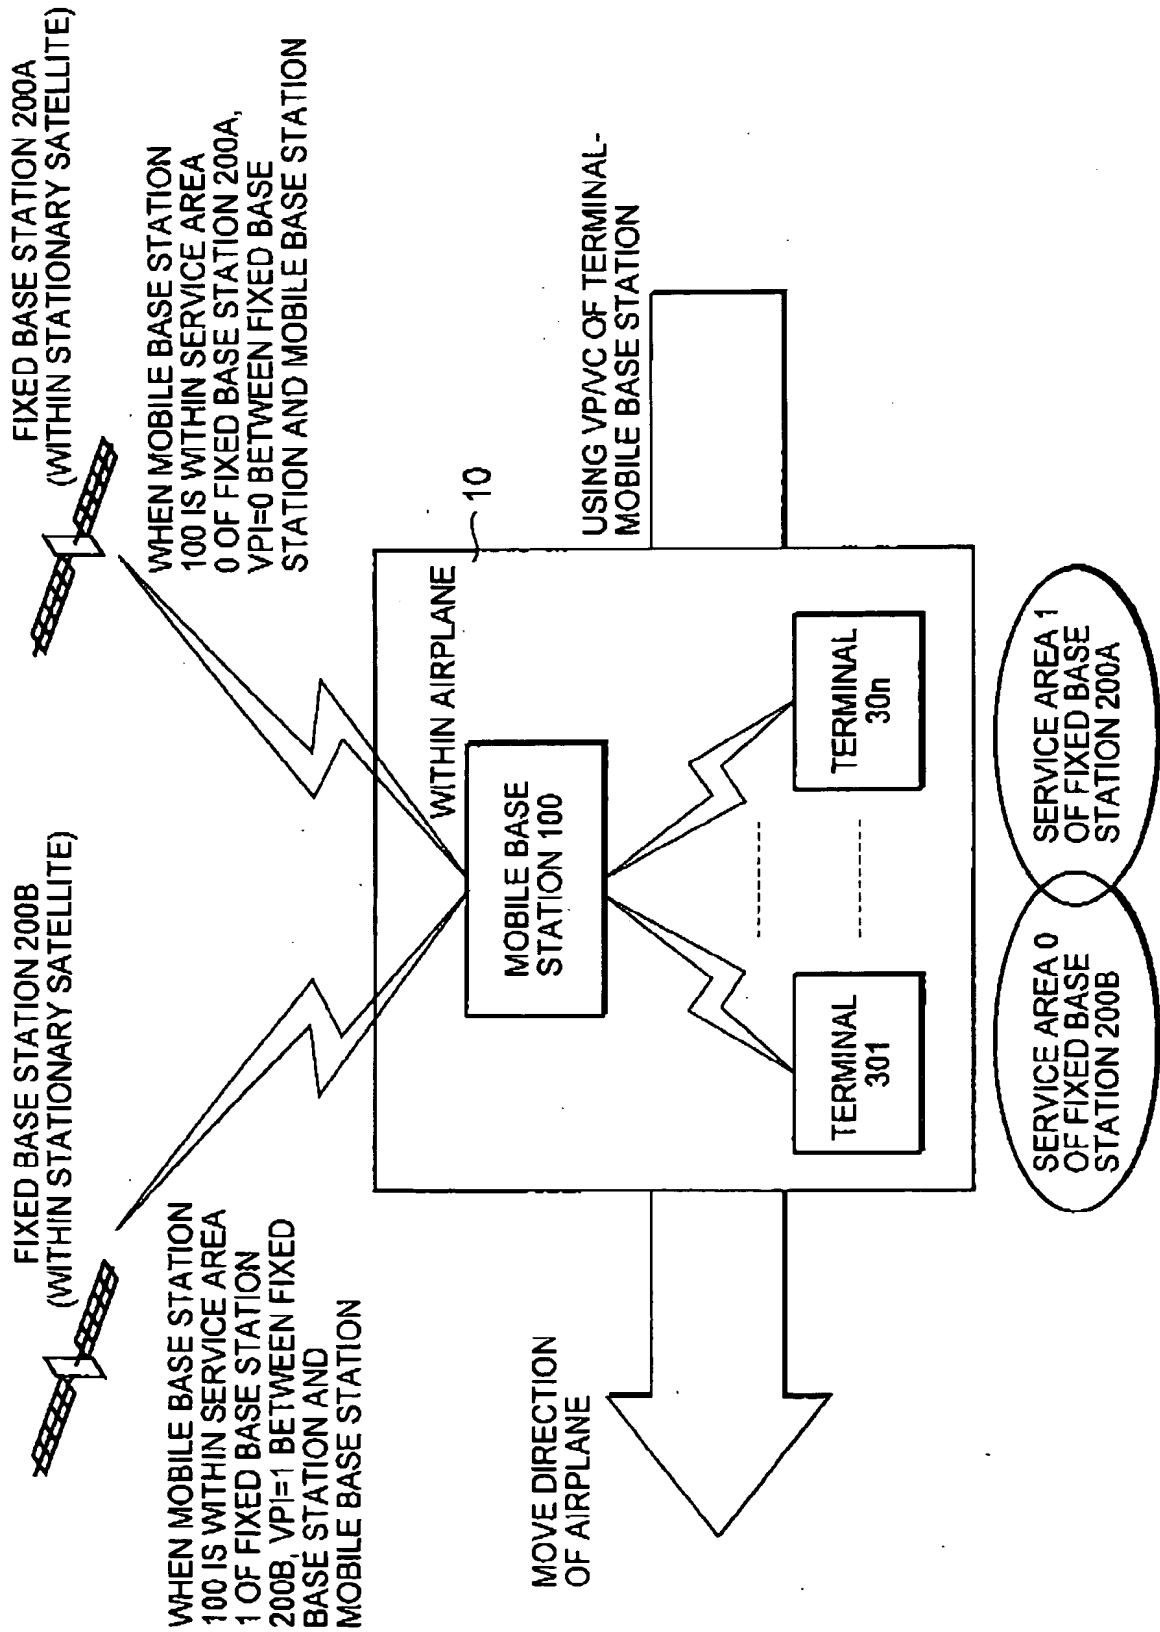 FIXED BASE STATION 200B
(WITHIN STATIONARY SATELLITE)
FIXED BASE STATION 200A
(WITHIN STATIONARY SATELLITE)
WHEN MOBILE BASE STATION
100 IS WITHIN SERVICE AREA
1 OF FIXED BASE STATION
200B, VPI=1 BETWEEN FIXED
BASE STATION AND
MOBILE BASE STATION
WHEN MOBILE BASE STATION
100 IS WITHIN SERVICE AREA
0 OF FIXED BASE STATION 200A,
VPI=0 BETWEEN FIXED BASE
STATION AND MOBILE BASE STATION
WITHIN AIRPLANE
10
MOBILE BASE
STATION 100
MOVE DIRECTION
OF AIRPLANE
USING VP/VC OF TERMINAL-
MOBILE BASE STATION
TERMINAL
301
TERMINAL
30n
SERVICE AREA 0
OF FIXED BASE
STATION 200B
SERVICE AREA 1
OF FIXED BASE
STATION 200A